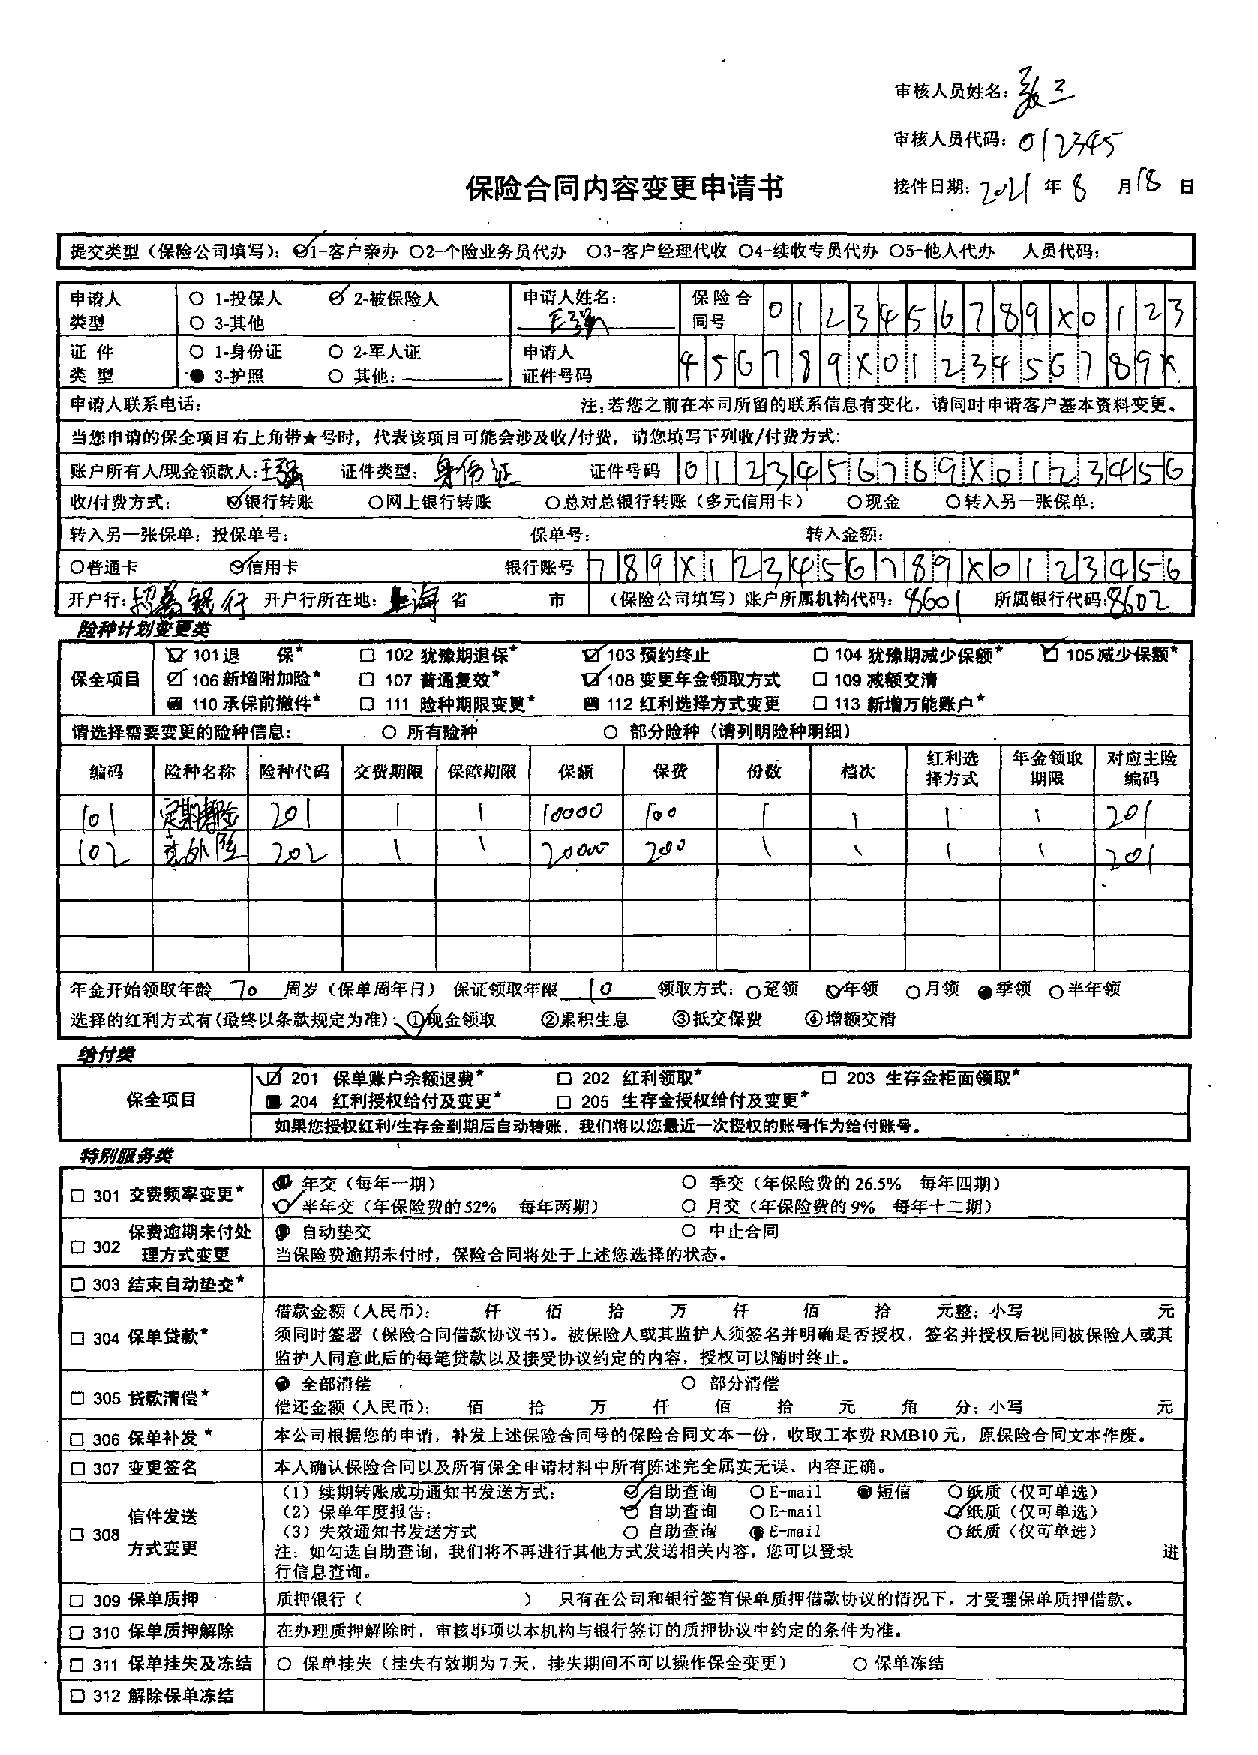 审核人员姓名：张三
审核人员代码：012345
保险合同内容变更申请书
接件日期：2021年8月18日
提交类型（保险公司填写）：1-客户亲办 ○2-个险业务员代办 ○3-客户经理代收 ○4-续收专员代办 ○5-他人代办 人员代码：
申请人类型 ○ 1-投保人 2-被保险人 申请人姓名： 保险合同号 0123456789X0123
○ 3-其他 王强
证件类型 ○ 1-身份证 ○ 2-军人证 申请人证件号码 456789X0123456789X
● 3-护照 ○ 其他：
申请人联系电话： 注：若您之前在本司所留的联系信息有变化，请同时申请客户基本资料变更。
当您申请的保全项目右上角带★号时，代表该项目可能会涉及收/付费，请您填写下列收/付费方式：
账户所有人/现金领款人：王强 证件类型：身份证 证件号码 0123456789X0123456
收/付费方式： 银行转账 ○网上银行转账 ○总对总银行转账（多元信用卡） ○现金 ○转入另一张保单：
转入另一张保单：投保单号： 保单号： 转入金额：
○普通卡 信用卡 银行账号 789X123456789X0123456
开户行：招商银行 开户行所在地：上海省 市 （保险公司填写）账户所属机构代码：8601 所属银行代码：8602
险种计划变更类
保全项目 ☑ 101退 保* □ 102 犹豫期退保* ☑ 103 预约终止 □ 104 犹豫期减少保额* ☑ 105减少保额*
☑ 106 新增附加险* □ 107 普通复效* ☑ 108 变更年金领取方式 □ 109 减额交清
■ 110 承保前撤件* □ 111 险种期限变更* ■ 112 红利选择方式变更 □ 113 新增万能账户*
请选择需要变更的险种信息： ○ 所有险种 ○ 部分险种（请列明险种明细）
编码 险种名称 险种代码 交费期限 保障期限 保额 保费 份数 档次 红利选择方式 年金领取期限 对应主险编码
101 定期寿险 201 1 1 10000 100 1 1 1 1 201
102 意外险 202 1 1 20000 200 1 1 1 1 201
年金开始领取年龄 70 周岁（保单周年日） 保证领取年限 10 领取方式：○趸领 年领 ○月领 ●季领 ○半年领
选择的红利方式有(最终以条款规定为准)：①现金领取 ②累积生息 ③抵交保费 ④增额交清
给付类
保全项目 ☑ 201 保单账户余额退费* □ 202 红利领取* □ 203 生存金柜面领取*
■ 204 红利授权给付及变更* □ 205 生存金授权给付及变更*
如果您授权红利/生存金到期后自动转账，我们将以您最近一次授权的账号作为给付账号。
特别服务类
□ 301 交费频率变更* ● 年交（每年一期） ○ 季交（年保险费的26.5% 每年四期）
半年交（年保险费的52% 每年两期） ○ 月交（年保险费的9% 每年十二期）
□ 302 保费逾期未付处理方式变更 ● 自动垫交 ○ 中止合同
当保险费逾期未付时，保险合同将处于上述您选择的状态。
□ 303 结束自动垫交*
□ 304 保单贷款* 借款金额（人民币）： 仟 佰 拾 万 仟 佰 拾 元整；小写 元
须同时签署（保险合同借款协议书）。被保险人或其监护人须签名并明确是否授权，签名并授权后视同被保险人或其
监护人同意此后的每笔贷款以及接受协议约定的内容，授权可以随时终止。
□ 305 贷款清偿* ● 全部清偿 ○ 部分清偿
偿还金额（人民币）： 佰 拾 万 仟 佰 拾 元 角 分；小写 元
□ 306 保单补发* 本公司根据您的申请，补发上述保险合同号的保险合同文本一份，收取工本费RMB10元，原保险合同文本作废。
□ 307 变更签名 本人确认保险合同以及所有保全申请材料中所有陈述完全属实无误、内容正确。
□ 308 信件发送方式变更 （1）续期转账成功通知书发送方式： 自助查询 ○E-mail ●短信 ○纸质（仅可单选）
（2）保单年度报告： 自助查询 ○E-mail 纸质（仅可单选）
（3）失效通知书发送方式 ○ 自助查询 ●E-mail ○纸质（仅可单选）
注：如勾选自助查询，我们将不再进行其他方式发送相关内容，您可以登录 进
行信息查询。
□ 309 保单质押 质押银行（ ） 只有在公司和银行签有保单质押借款协议的情况下，才受理保单质押借款。
□ 310 保单质押解除 在办理质押解除时，审核事项以本机构与银行签订的质押协议中约定的条件为准。
□ 311 保单挂失及冻结 ○ 保单挂失（挂失有效期为7天，挂失期间不可以操作保全变更） ○ 保单冻结
□ 312 解除保单冻结